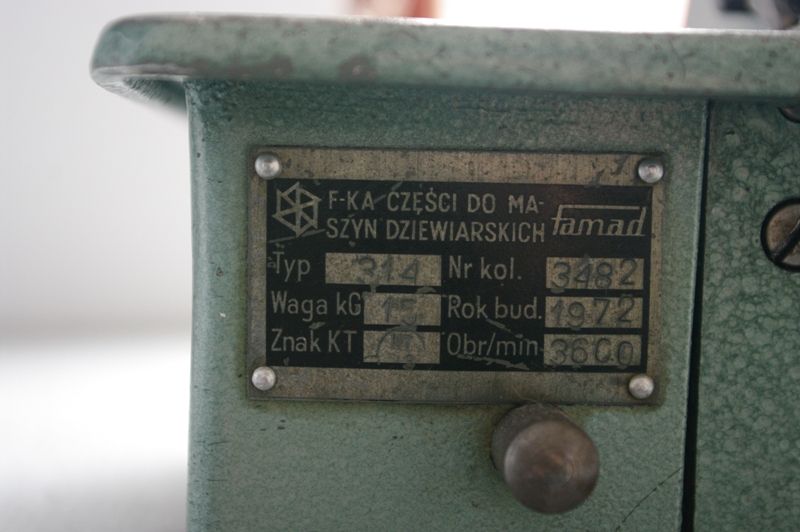 F-KA CZĘŚCI DO MA-
SZYN DZIEWIARSKICH
famad
Typ 314 Nr kol. 3482
Waga kG 15 Rok bud. 1972
Znak KT Obr/min 3600